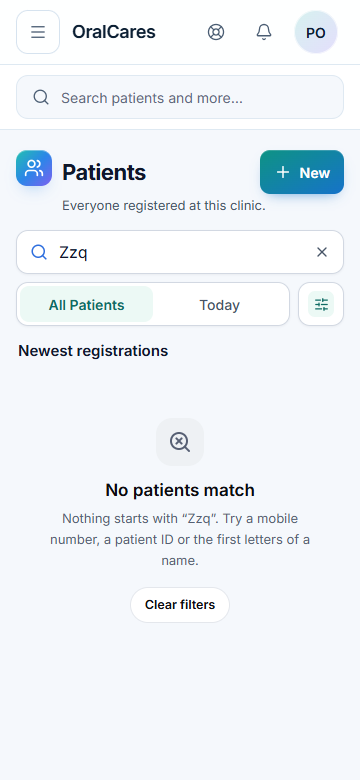 OralCares
PO
Search patients and more...
Patients
New
Everyone registered at this clinic.
Zzq
All Patients
Today
Newest registrations
No patients match
Nothing starts with “Zzq”. Try a mobile
number, a patient ID or the first letters of a
name.
Clear filters